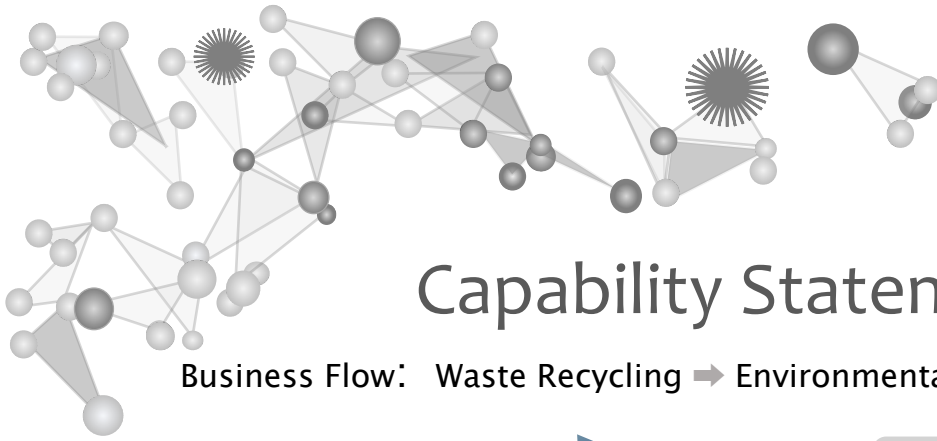 Capability Staten
Business Flow: Waste Recycling ➡ Environmenta